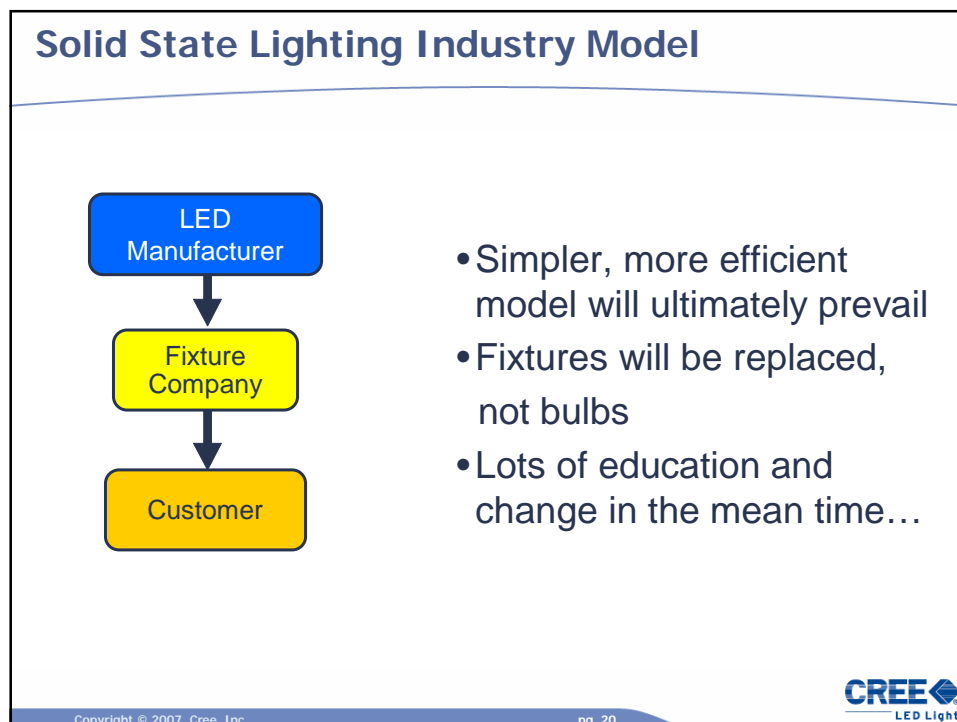 Solid State Lighting Industry Model
LED
Manufacturer
Fixture
Company
Customer
•Simpler, more efficient
model will ultimately prevail
•Fixtures will be replaced,
not bulbs
•Lots of education and
change in the mean time…
Copyright © 2007, Cree, Inc.
pg. 20
CREE
LED Light